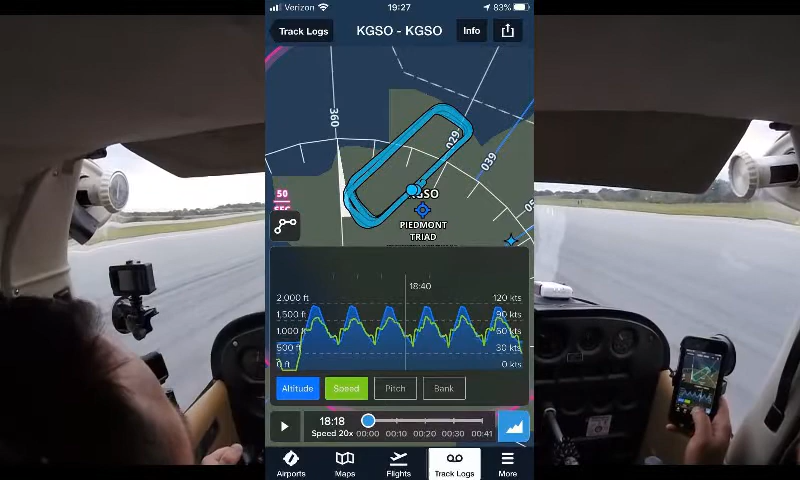 Verizon
19:27
83%
Track Logs
KGSO - KGSO
Info
360
029
039
KGSO
50
PIEDMONT
TRIAD
18:40
2,000 ft
120 kts
1,500 ft
90 kts
1,000 ft
60 kts
500 ft
30 kts
0 ft
0 kts
Altitude
Speed
Pitch
Bank
18:18
Speed 20x
00:00
00:10
00:20
00:30
00:41
Airports
Maps
Flights
Track Logs
More